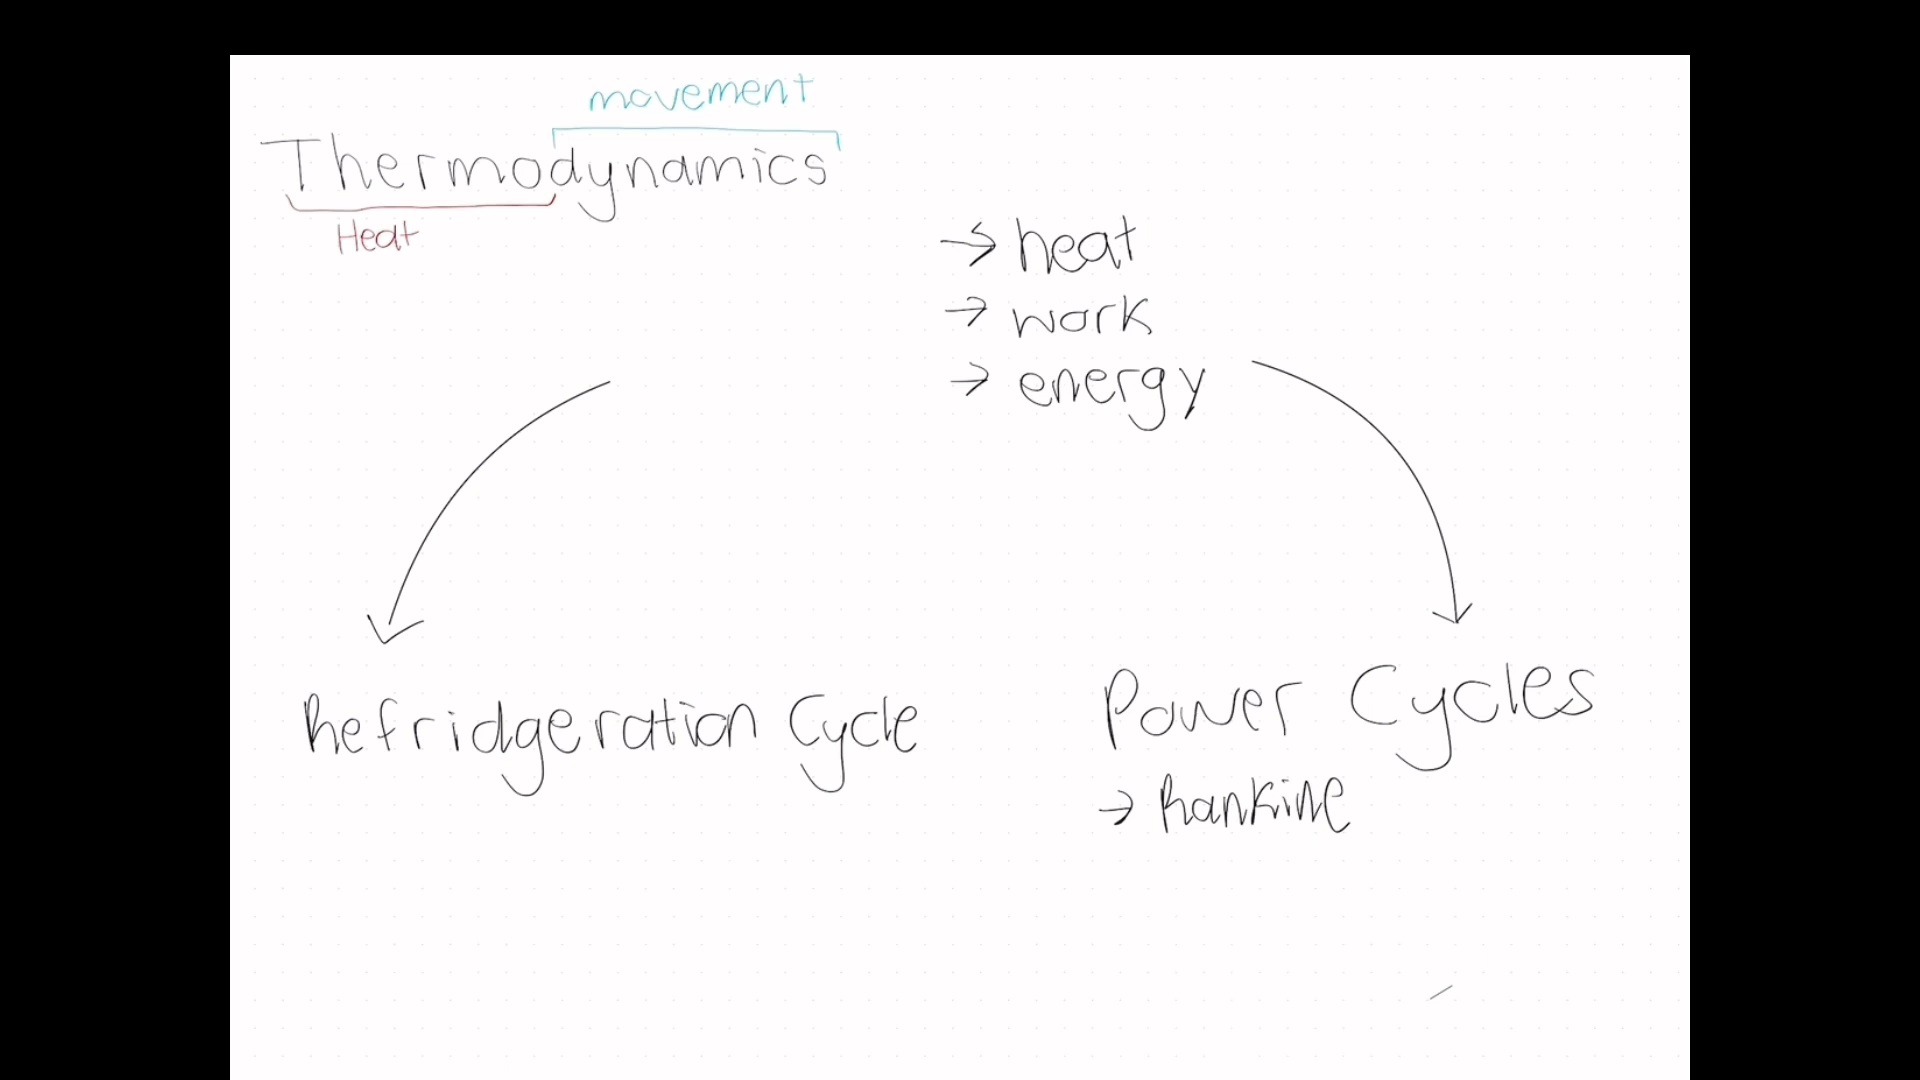 movement
Thermodynamics
Heat
→ heat
→ work
→ energy
Refridgeration Cycle
Power Cycles
→ Rankine